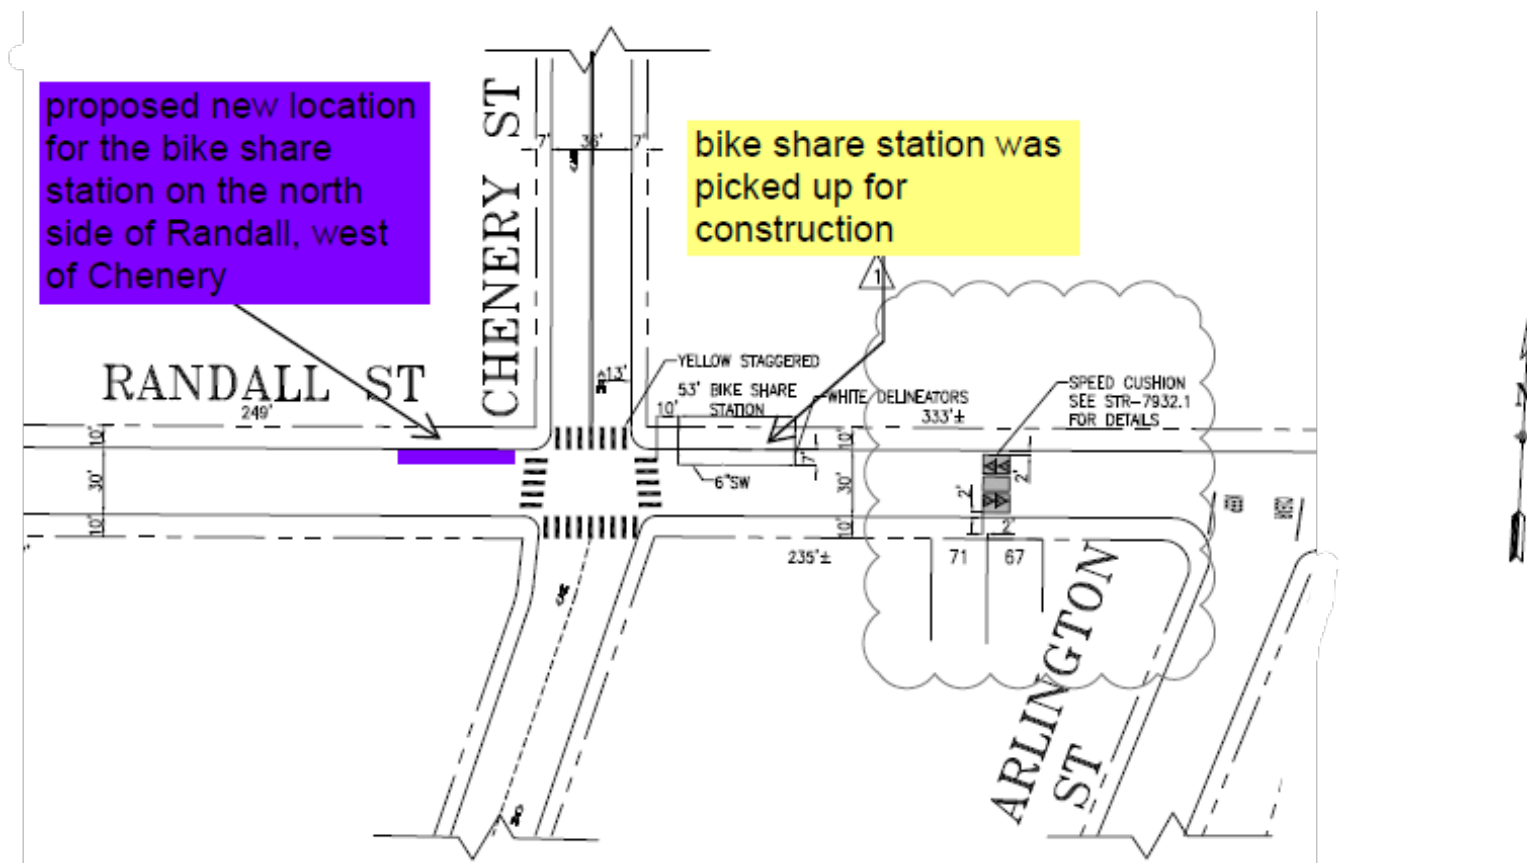 proposed new location
for the bike share
station on the north
side of Randall, west
of Chenery
bike share station was
picked up for
construction
CHENERY ST
7'
36'
7'
1
RANDALL ST
249'
13'
YELLOW STAGGERED
53' BIKE SHARE
STATION
10'
WHITE DELINEATORS
333'±
SPEED CUSHION
SEE STR-7932.1
FOR DETAILS
10'
30'
10'
6"SW
7'
10'
30'
10'
2'
2'
2'
235'±
71
67
ARLINGTON
ST
KEEP
CLEAR
N